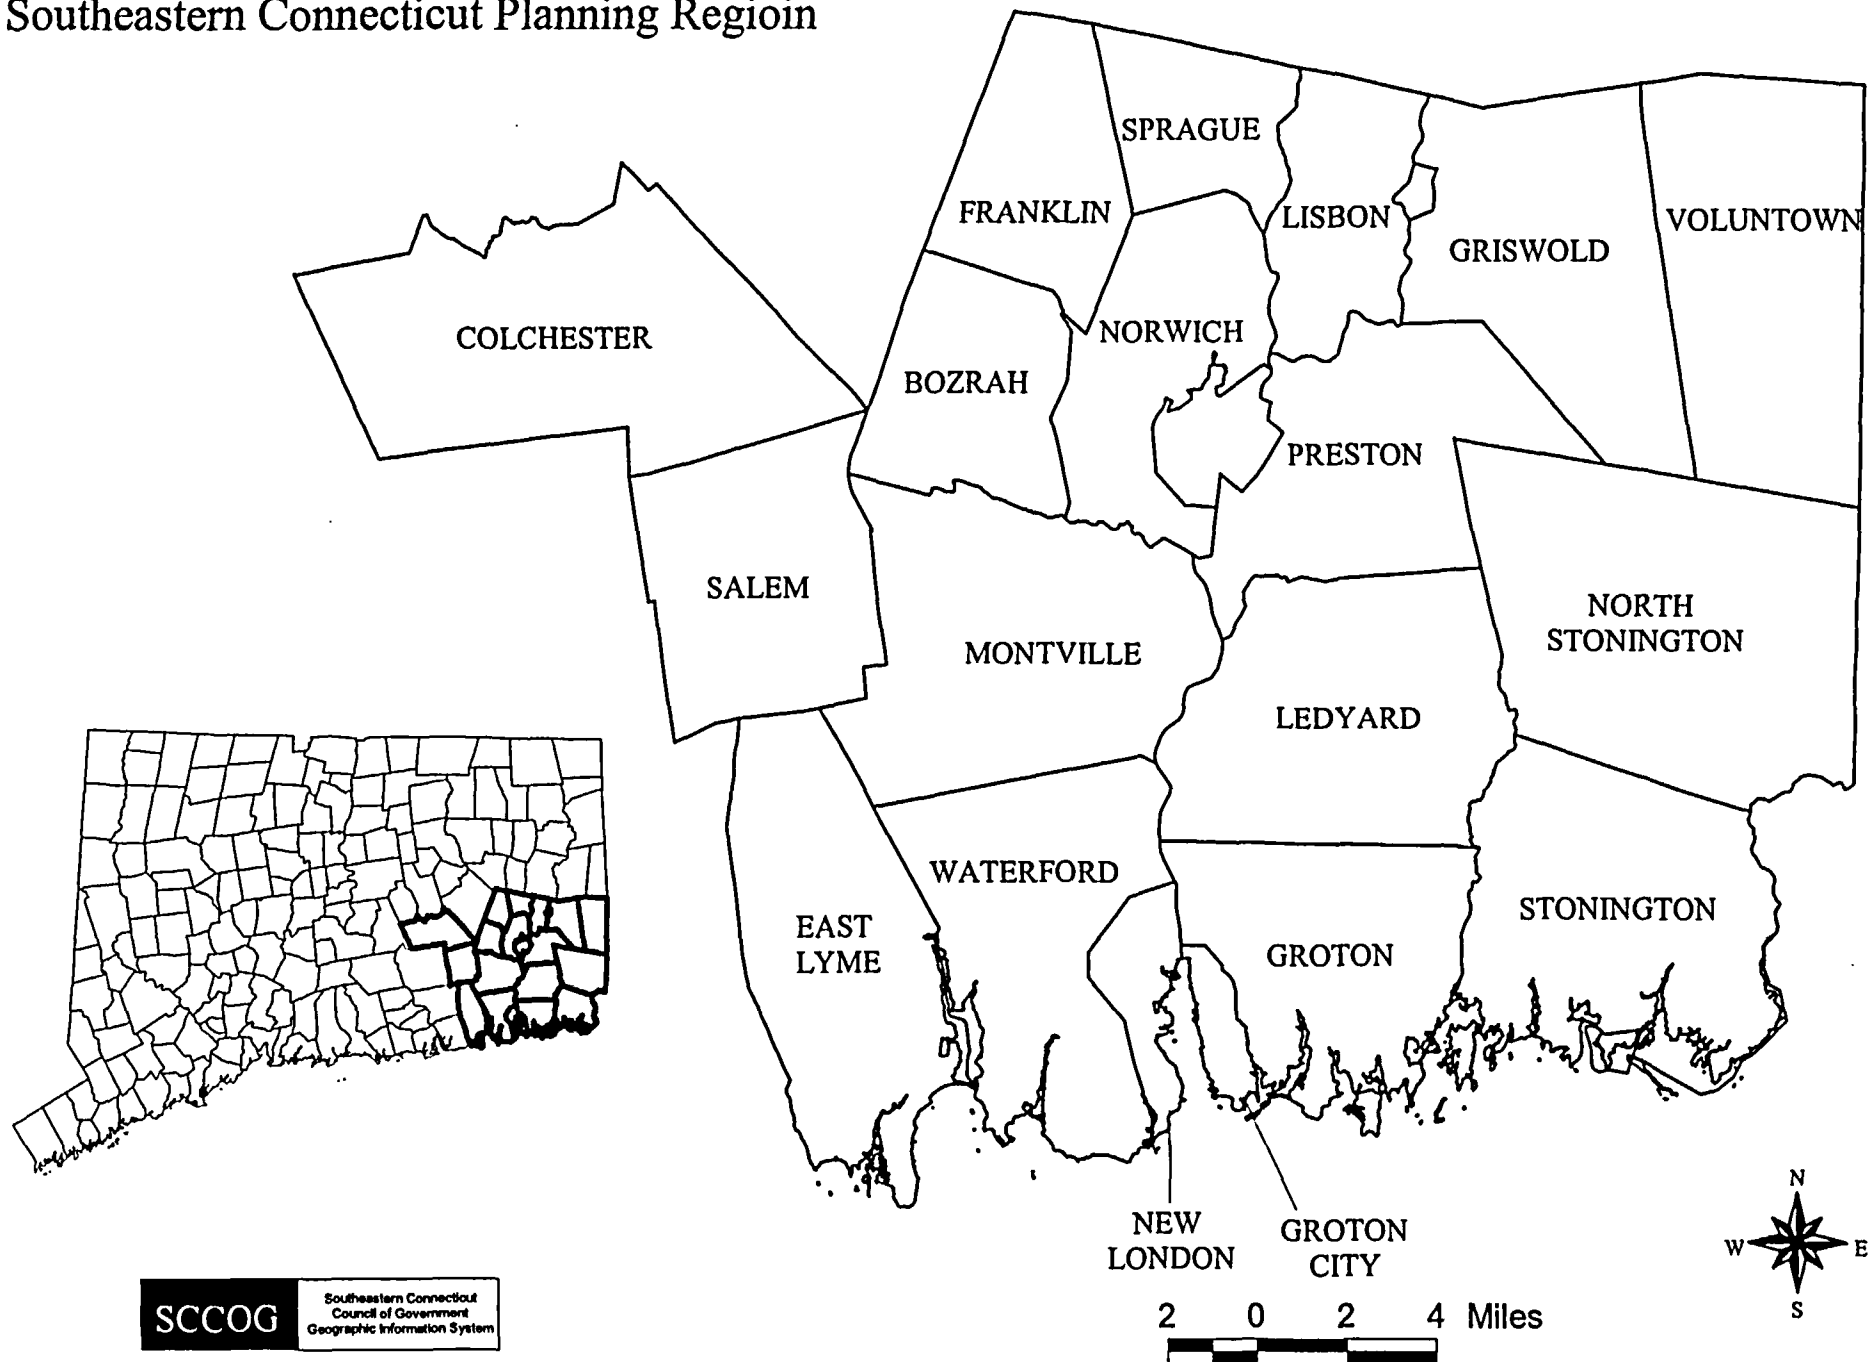 Southeastern Connecticut Planning Regioin
SPRAGUE
FRANKLIN
LISBON
VOLUNTOWN
GRISWOLD
COLCHESTER
NORWICH
BOZRAH
PRESTON
SALEM
NORTH
STONINGTON
MONTVILLE
LEDYARD
WATERFORD
STONINGTON
EAST
LYME
GROTON
NEW
LONDON
GROTON
CITY
N
W
E
S
SCCOG
Southeastern Connecticut
Council of Government
Geographic Information System
2 0 2 4 Miles